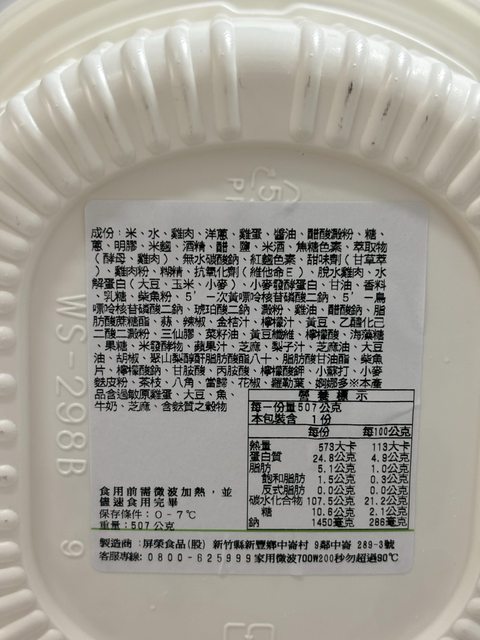 成份：米、水、雞肉、洋蔥、雞蛋、醬油、醋酸澱粉、糖、
蔥、明膠、米麴、酒精、醋、鹽、米酒、焦糖色素、萃取物
(酵母、雞肉)、無水碳酸鈉、紅麴色素、甜味劑(甘草萃
)、雞肉粉、糊精、抗氧化劑(維他命E)、脫水雞肉、水
解蛋白(大豆、玉米、小麥)、小麥發酵蛋白、甘油、香料
、乳糖、柴魚粉、5'－次黃嘌呤核苷磷酸二鈉、5'－鳥
嘌呤核苷磷酸二鈉、琥珀酸二鈉、澱粉、雞油、醋酸鈉、脂
肪酸蔗糖酯、蒜、辣椒、金桔汁、檸檬汁、黃豆、乙醯化己
二酸二澱粉、三仙膠、菜籽油、黃豆纖維、檸檬酸、海藻糖
、果糖、米發酵物、蘋果汁、芝麻、梨子汁、芝麻油、大豆
油、胡椒、聚山梨醇酐脂肪酸酯八十、脂肪酸甘油酯、柴魚
片、檸檬酸鈉、甘胺酸、丙胺酸、檸檬酸鉀、小蘇打、小麥
麩皮粉、茶枝、八角、當歸、花椒、羅勒葉、婀娜多※本產
品含過敏原雞蛋、大豆、魚、
牛奶、芝麻、含麩質之穀物
營養標示
每一份量507公克
本包裝含 1份
每份 每100公克
熱量 573大卡 113大卡
蛋白質 24.8公克 4.9公克
脂肪 5.1公克 1.0公克
飽和脂肪 1.5公克 0.3公克
反式脂肪 0.0公克 0.0公克
碳水化合物 107.5公克 21.2公克
糖 10.6公克 2.1公克
鈉 1450毫克 286毫克
食用前需微波加熱，並
儘速食用完畢
保存條件：0-7℃
重量：507公克
製造商：屏榮食品(股) 新竹縣新豐鄉中崙村 9鄰中崙 289-3號
客服專線：0800-625999家用微波700W200秒勿超過90℃
WS-298B
9
5